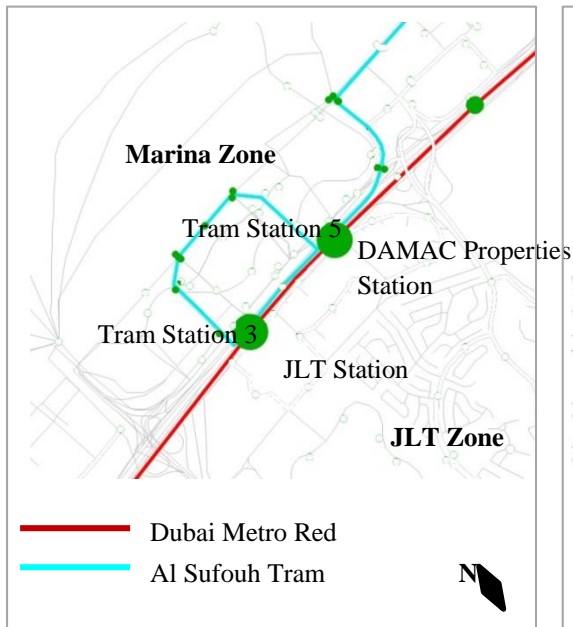 Marina Zone
Tram Station 5
DAMAC Properties
Station
Tram Station 3
JLT Station
JLT Zone
Dubai Metro Red
Al Sufouh Tram
N